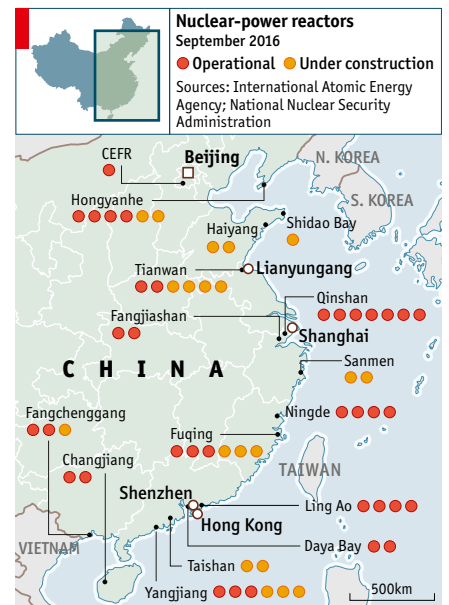 Nuclear-power reactors
September 2016
Operational Under construction
Sources: International Atomic Energy
Agency; National Nuclear Security
Administration
CEFR
Beijing
N. KOREA
Hongyanhe
S. KOREA
Haiyang
Shidao Bay
Tianwan
Lianyungang
Qinshan
Fangjiashan
Shanghai
CHINA
Sanmen
Fangchenggang
Ningde
Fuqing
Changjiang
TAIWAN
Shenzhen
Ling Ao
Hong Kong
VIETNAM
Daya Bay
Taishan
Yangjiang
500km